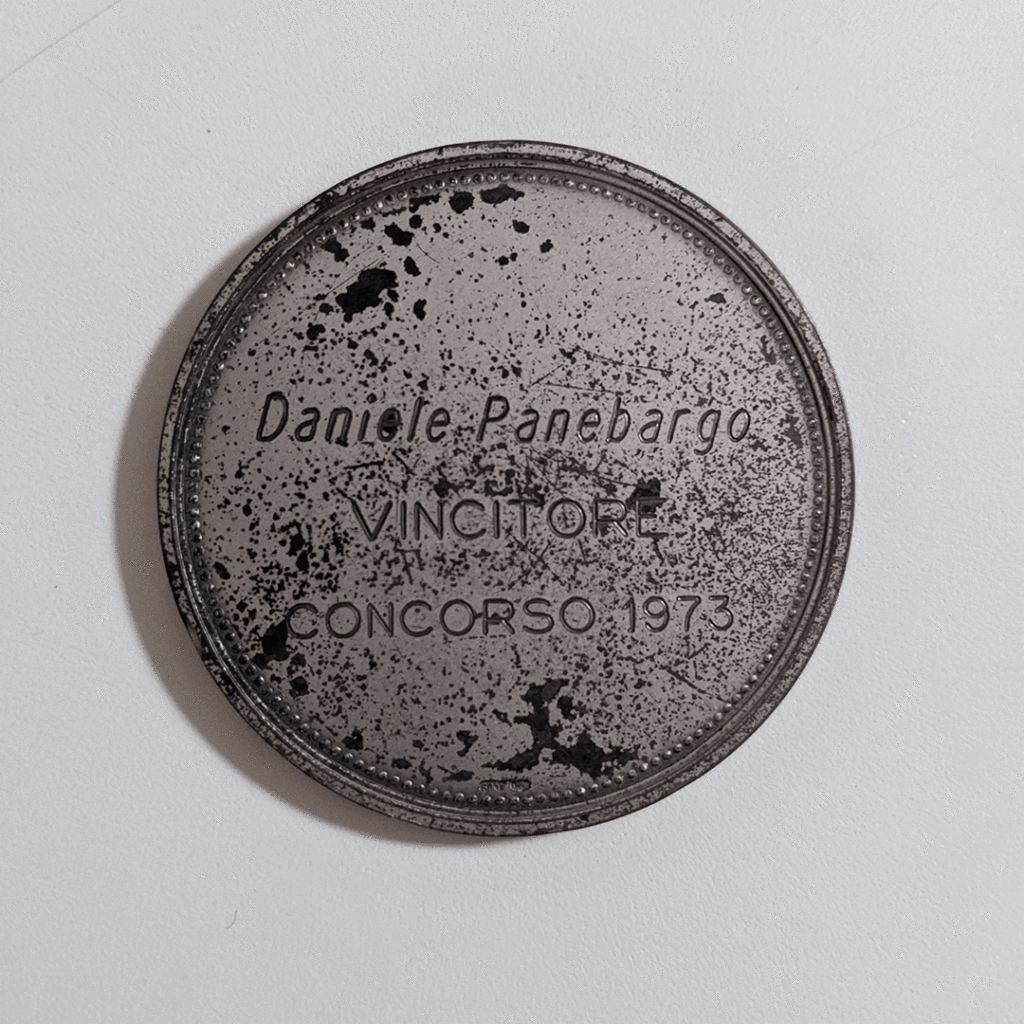 Daniele Panebargo
VINCITORE
CONCORSO 1973